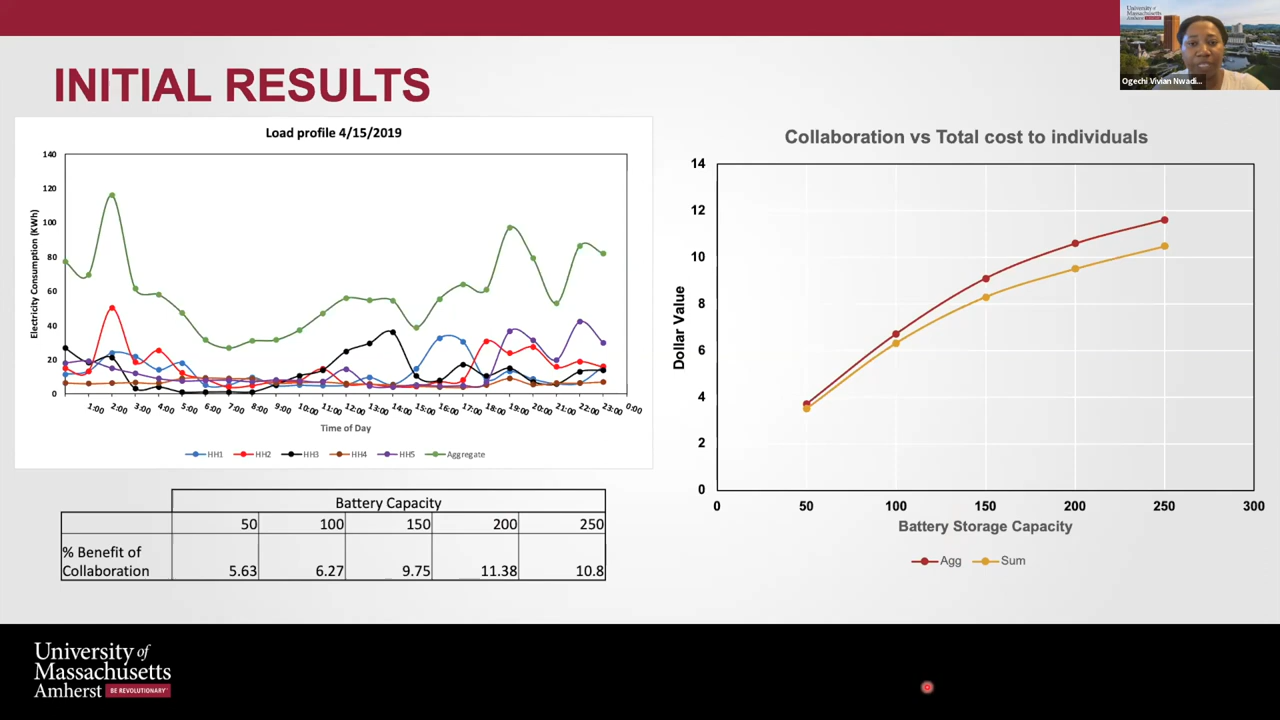 University of
Massachusetts
Amherst
Ogechi Vivian Nwadi...
INITIAL RESULTS
Load profile 4/15/2019
Electricity Consumption (KWh)
140
120
100
80
60
40
20
0
1:00 2:00 3:00 4:00 5:00 6:00 7:00 8:00 9:00 10:00 11:00 12:00 13:00 14:00 15:00 16:00 17:00 18:00 19:00 20:00 21:00 22:00 23:00 0:00
Time of Day
HH1 HH2 HH3 HH4 HH5 Aggregate
Battery Capacity
50 100 150 200 250
% Benefit of
Collaboration 5.63 6.27 9.75 11.38 10.8
Collaboration vs Total cost to individuals
Dollar Value
14
12
10
8
6
4
2
0
0 50 100 150 200 250 300
Battery Storage Capacity
Agg Sum
University of
Massachusetts
Amherst BE REVOLUTIONARY™